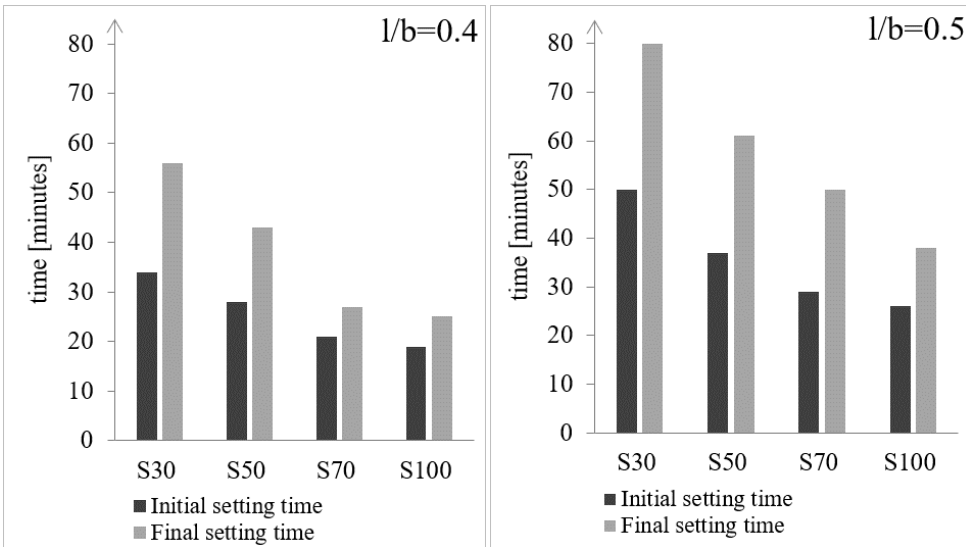 l/b=0.4
80
70
60
50
40
30
20
10
0
time [minutes]
S30 S50 S70 S100
Initial setting time
Final setting time
l/b=0.5
80
70
60
50
40
30
20
10
0
time [minutes]
S30 S50 S70 S100
Initial setting time
Final setting time